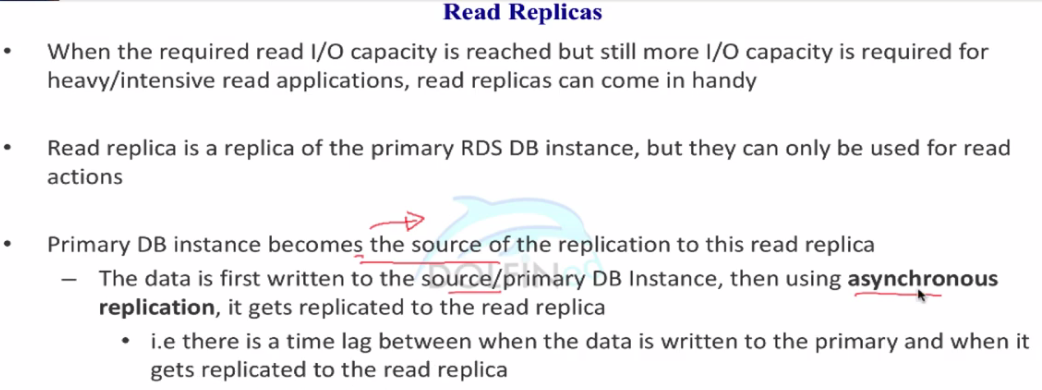 Read Replicas
• When the required read I/O capacity is reached but still more I/O capacity is required for
heavy/intensive read applications, read replicas can come in handy
• Read replica is a replica of the primary RDS DB instance, but they can only be used for read
actions
• Primary DB instance becomes the source of the replication to this read replica
– The data is first written to the source/primary DB Instance, then using asynchronous
replication, it gets replicated to the read replica
• i.e there is a time lag between when the data is written to the primary and when it
gets replicated to the read replica